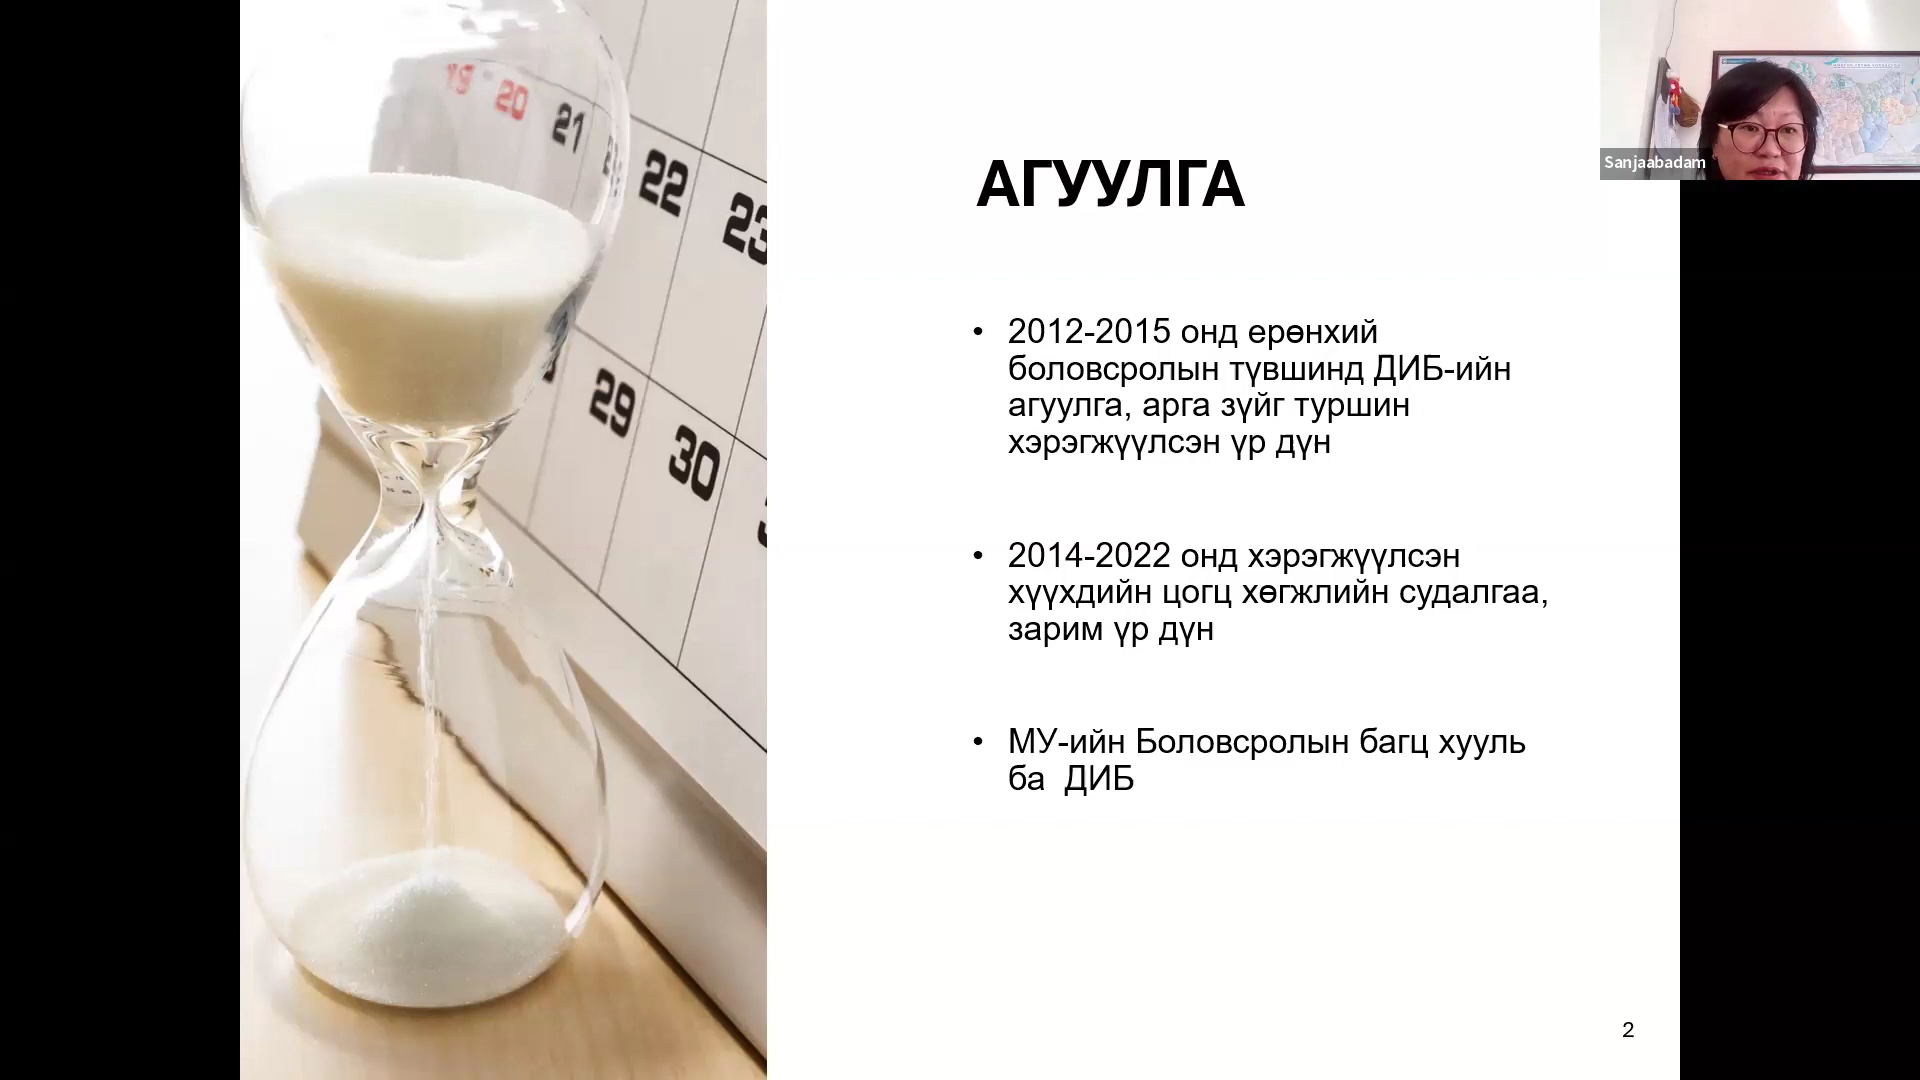 19 20 21
22 23
29 30
АГУУЛГА
• 2012-2015 онд ерөнхий
боловсролын түвшинд ДИБ-ийн
агуулга, арга зүйг туршин
хэрэгжүүлсэн үр дүн
• 2014-2022 онд хэрэгжүүлсэн
хүүхдийн цогц хөгжлийн судалгаа,
зарим үр дүн
• МУ-ийн Боловсролын багц хууль
ба ДИБ
2
Sanjaabadam